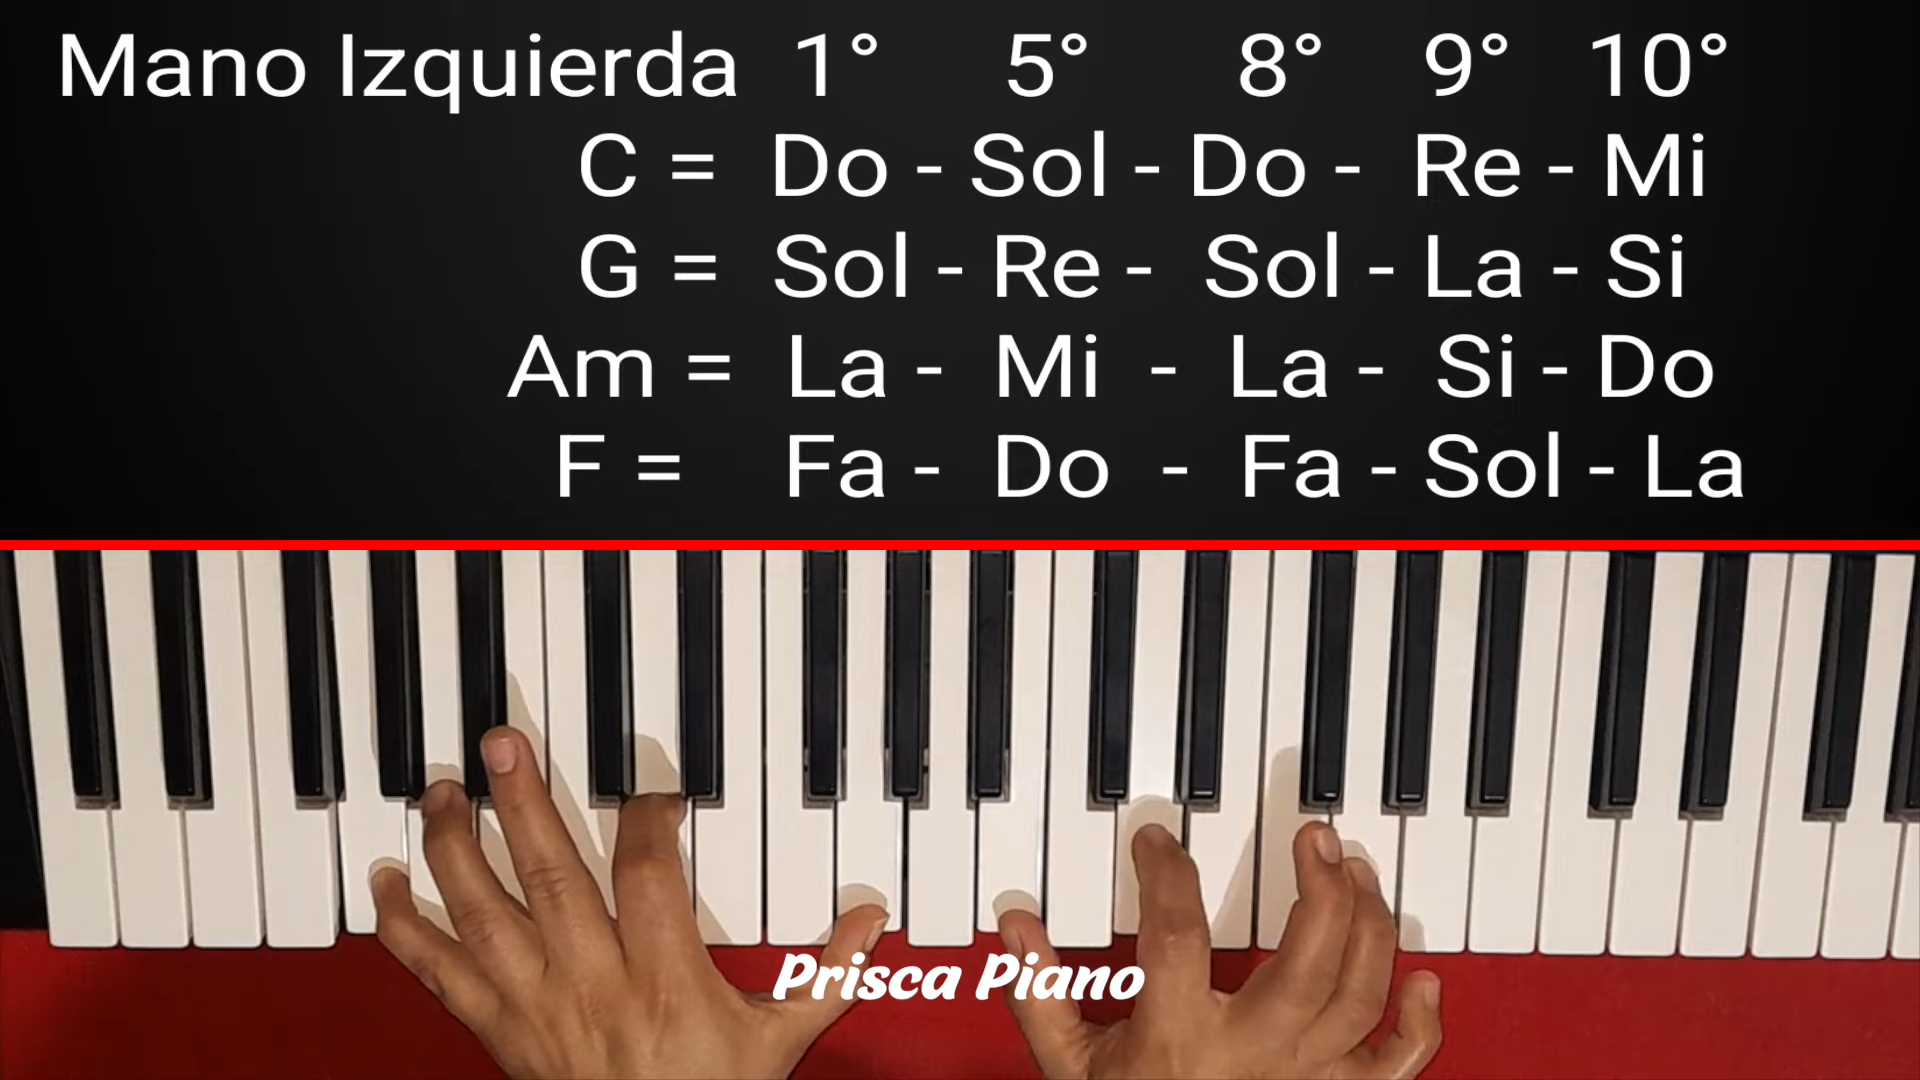 Mano Izquierda 1° 5° 8° 9° 10°
C = Do - Sol - Do - Re - Mi
G = Sol - Re - Sol - La - Si
Am = La - Mi - La - Si - Do
F = Fa - Do - Fa - Sol - La
Prisca Piano